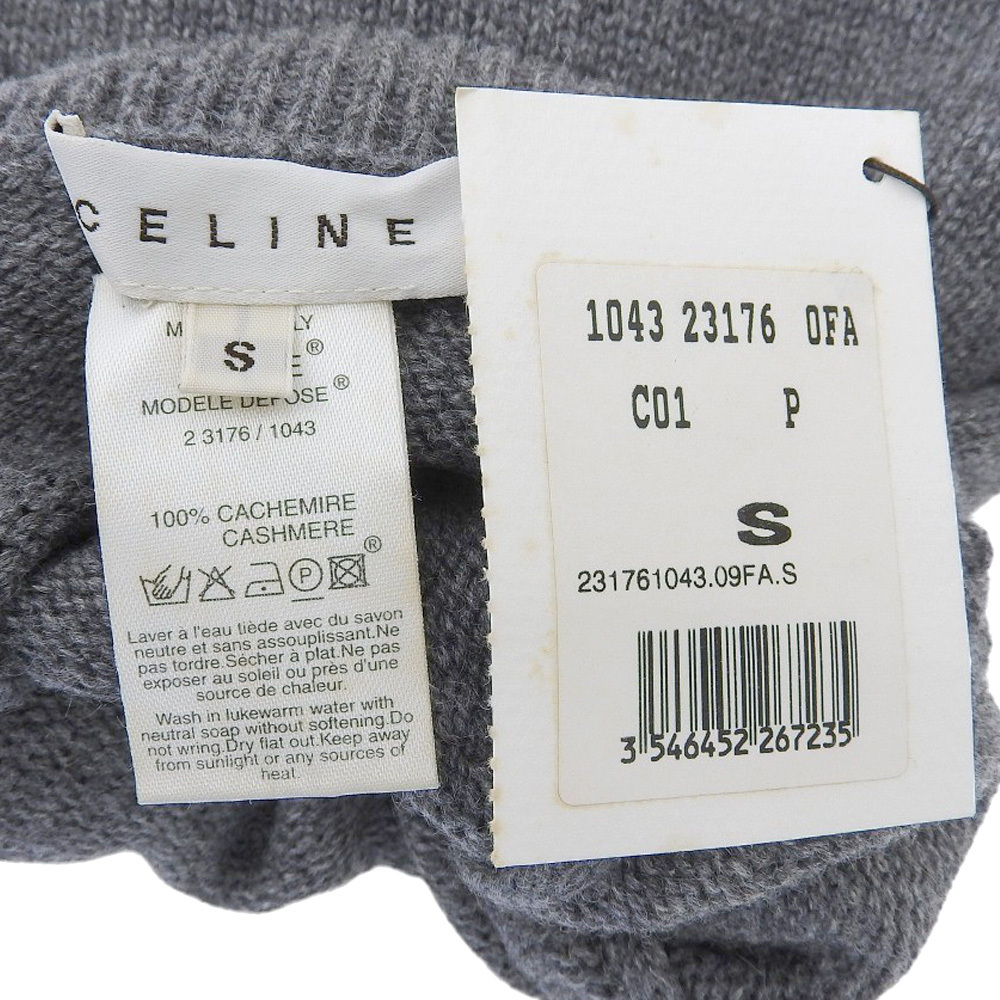 CELINE
S
MODELE DEPOSE®
2 3176 / 1043
100% CACHEMIRE
CASHMERE
P
®
Laver à l'eau tiède avec du savon
neutre et sans assouplissant.Ne
pas tordre.Sécher à plat.Ne pas
exposer au soleil ou près d'une
source de chaleur.
Wash in lukewarm water with
neutral soap without softening.Do
not wring.Dry flat out.Keep away
from sunlight or any sources of
heat.
1043 23176 0FA
C01 P
S
231761043.09FA.S
3 546452 267235